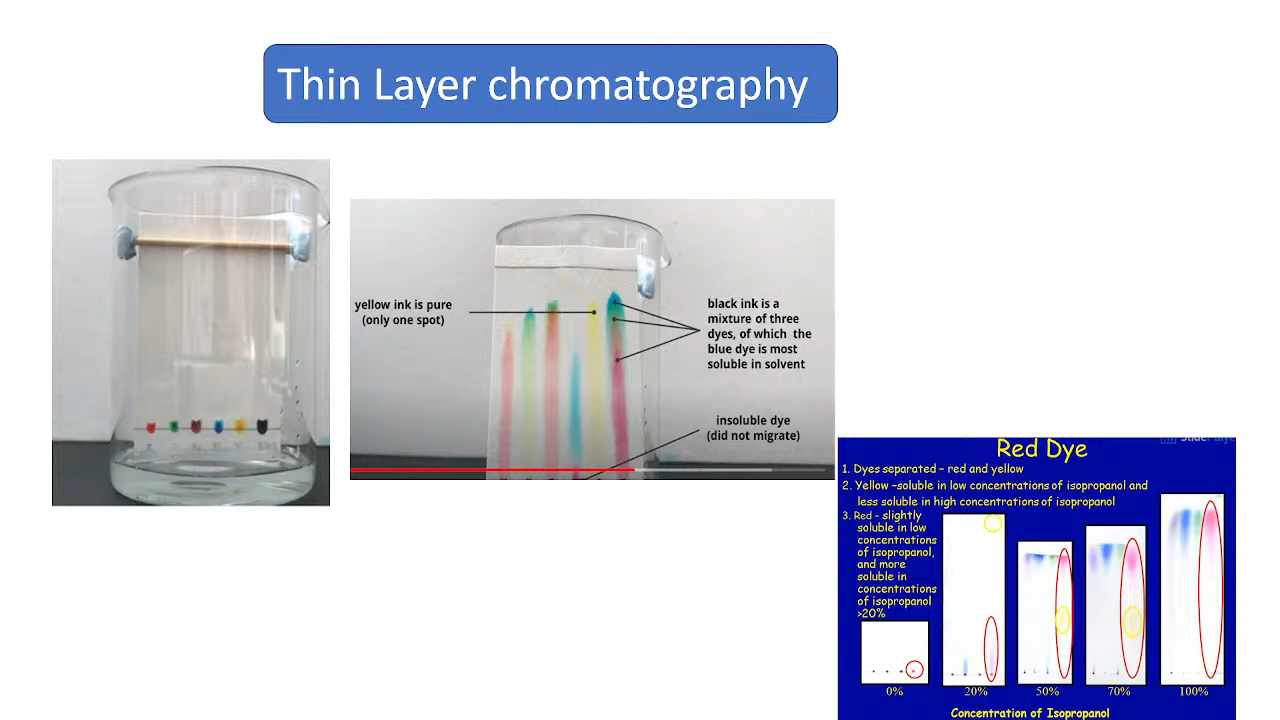 Thin Layer chromatography
yellow ink is pure
(only one spot)
black ink is a
mixture of three
dyes, of which the
blue dye is most
soluble in solvent
insoluble dye
(did not migrate)
Red Dye
1. Dyes separated – red and yellow
2. Yellow –soluble in low concentrations of isopropanol and
less soluble in high concentrations of isopropanol
3. Red – slightly
soluble in low
concentrations
of isopropanol,
and more
soluble in
concentrations
of isopropanol
>20%
0%
20%
50%
70%
100%
Concentration of Isopropanol